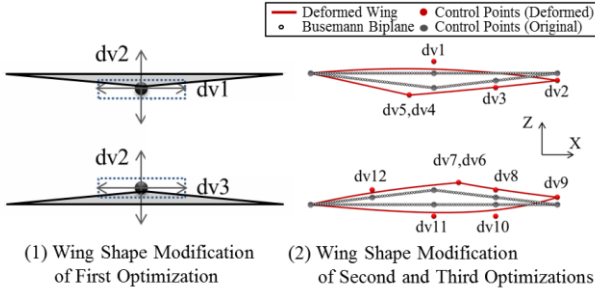 Deformed Wing
Control Points (Deformed)
Busemann Biplane
Control Points (Original)
dv2
dv1
dv2
dv3
dv1
dv3
dv2
dv5,dv4
Z
X
dv7,dv6
dv12
dv8
dv9
dv11
dv10
(1) Wing Shape Modification
of First Optimization
(2) Wing Shape Modification
of Second and Third Optimizations